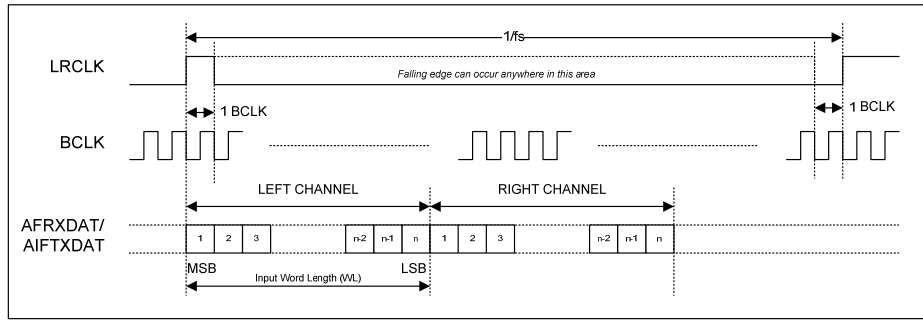 1/fs
LRCLK
Falling edge can occur anywhere in this area
1 BCLK
1 BCLK
BCLK
LEFT CHANNEL
RIGHT CHANNEL
AFRXDAT/
AIFTXDAT
1 2 3 n-2 n-1 n 1 2 3 n-2 n-1 n
MSB
LSB
Input Word Length (WL)